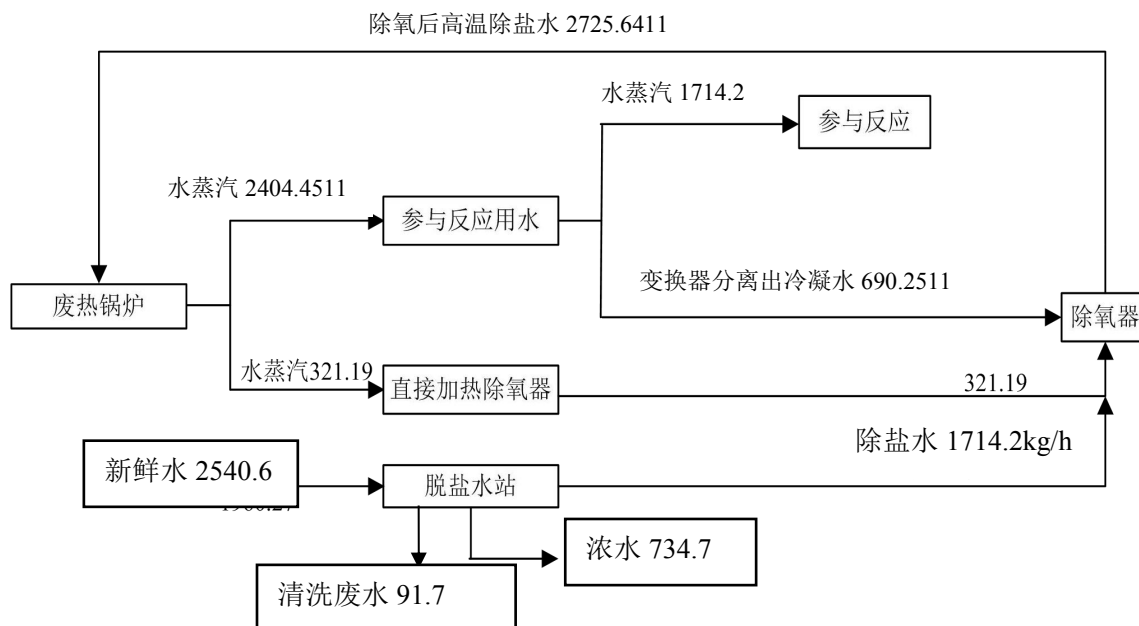 除氧后高温除盐水 2725.6411
水蒸汽 1714.2
参与反应
水蒸汽 2404.4511
参与反应用水
变换器分离出冷凝水 690.2511
废热锅炉
除氧器
水蒸汽321.19
直接加热除氧器
321.19
除盐水 1714.2kg/h
新鲜水 2540.6
脱盐水站
浓水 734.7
清洗废水 91.7